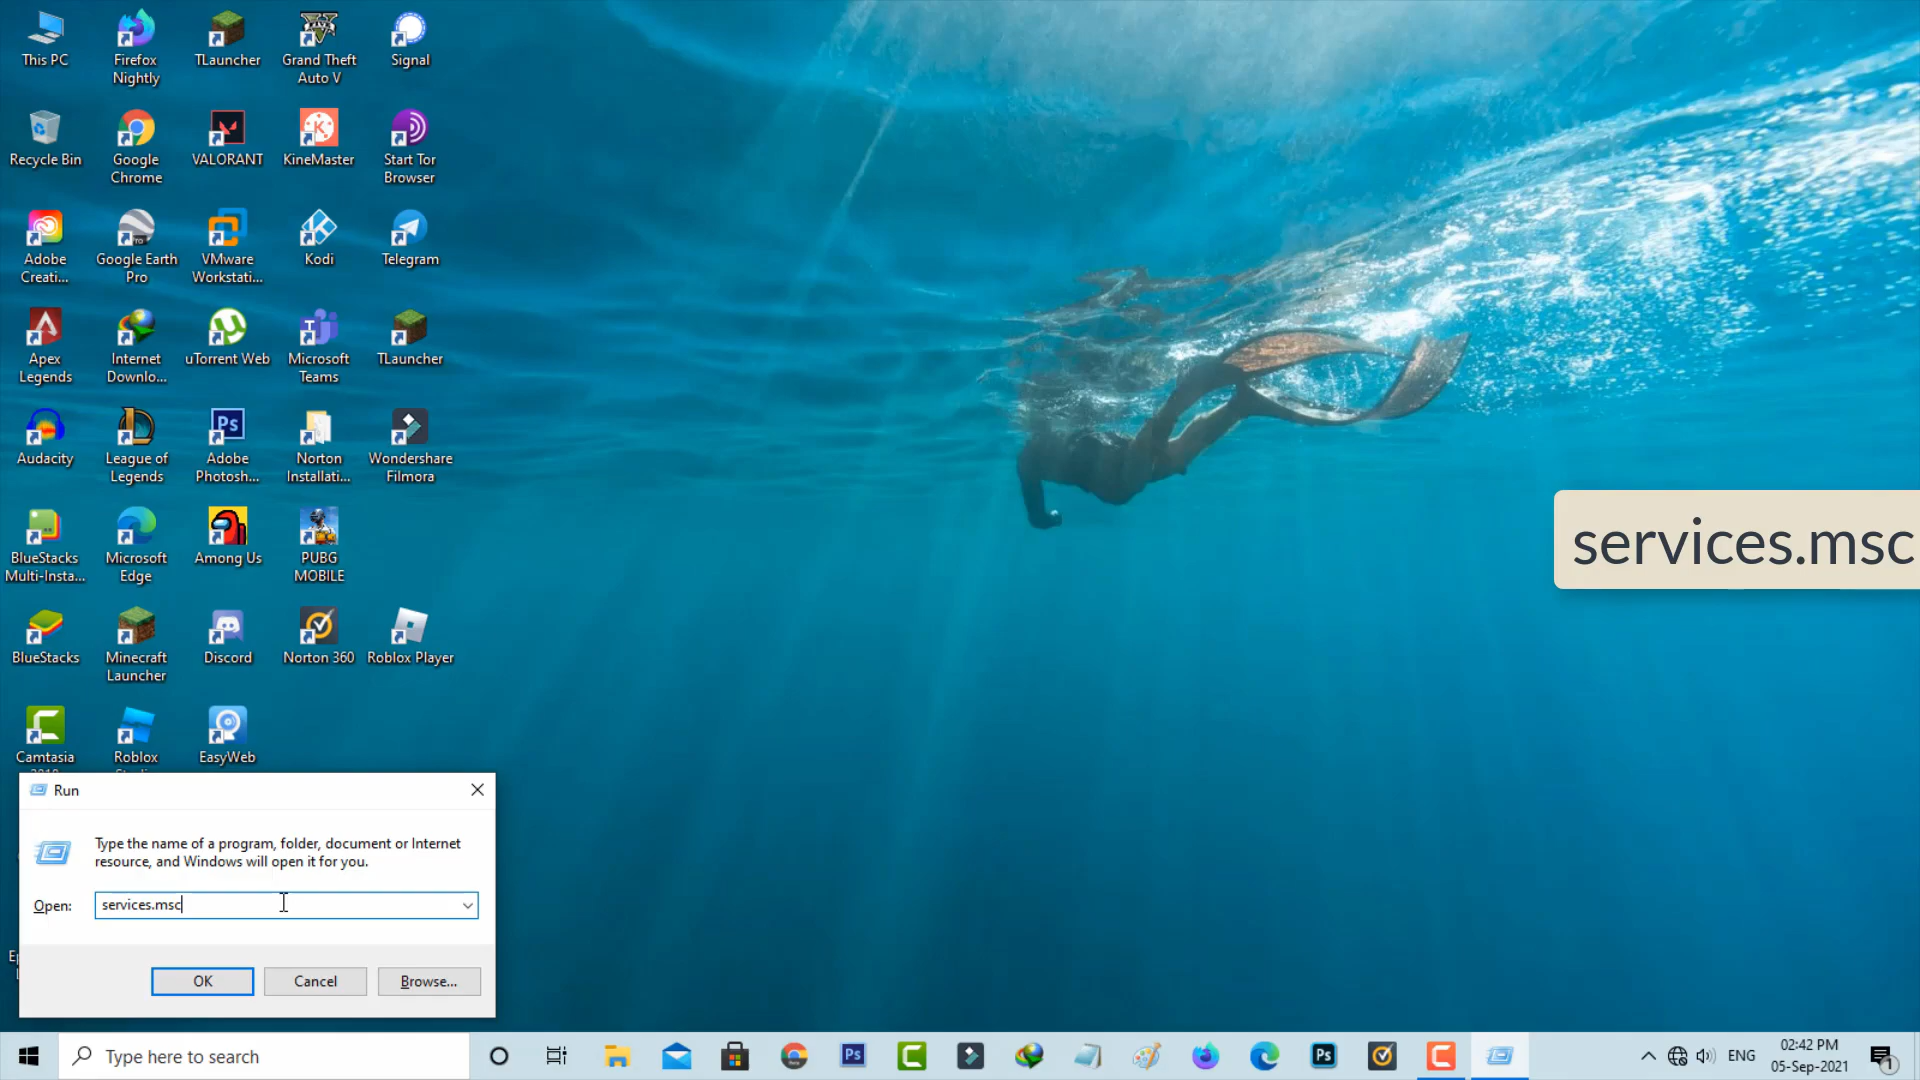 This PC
Firefox
Nightly
TLauncher
Grand Theft
Auto V
Signal
Recycle Bin
Google
Chrome
VALORANT
KineMaster
Start Tor
Browser
Adobe
Creati...
Google Earth
Pro
VMware
Workstati...
Kodi
Telegram
Apex
Legends
Internet
Downlo...
uTorrent Web
Microsoft
Teams
TLauncher
Audacity
League of
Legends
Adobe
Photosh...
Norton
Installati...
Wondershare
Filmora
BlueStacks
Multi-Insta...
Microsoft
Edge
Among Us
PUBG
MOBILE
services.msc
BlueStacks
Minecraft
Launcher
Discord
Norton 360
Roblox Player
Camtasia
Roblox
EasyWeb
Run
Type the name of a program, folder, document or Internet
resource, and Windows will open it for you.
Open:
services.msc
OK
Cancel
Browse...
Type here to search
ENG
02:42 PM
05-Sep-2021
1